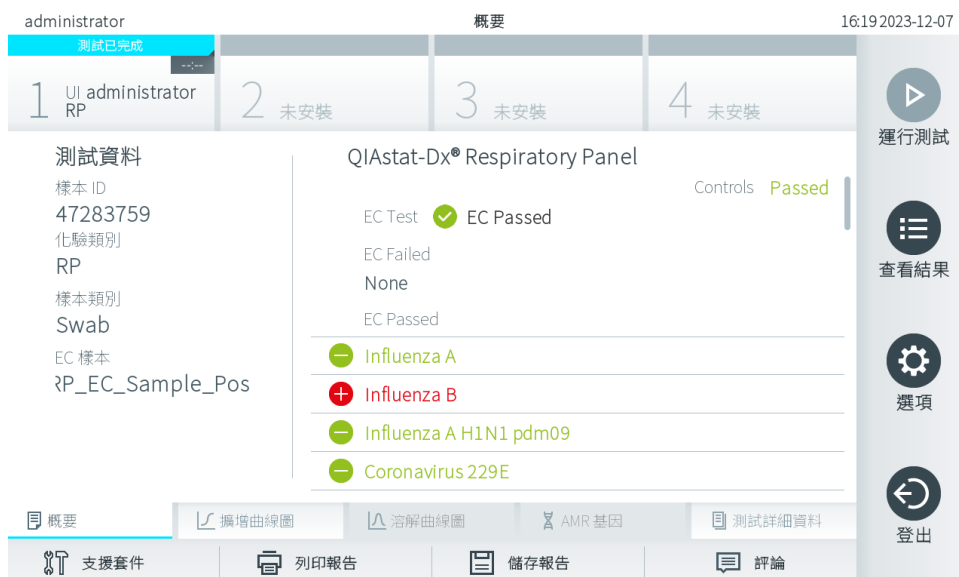 administrator
概要
16:19 2023-12-07
測試已完成
--:--
1 UI administrator
RP
2 未安裝
3 未安裝
4 未安裝
運行測試
測試資料
樣本 ID
47283759
化驗類別
RP
樣本類別
Swab
EC 樣本
RP_EC_Sample_Pos
QIAstat-Dx® Respiratory Panel
Controls Passed
EC Test EC Passed
EC Failed
None
EC Passed
Influenza A
Influenza B
Influenza A H1N1 pdm09
Coronavirus 229E
查看結果
選項
登出
概要
擴增曲線圖
溶解曲線圖
AMR 基因
測試詳細資料
支援套件
列印報告
儲存報告
評論